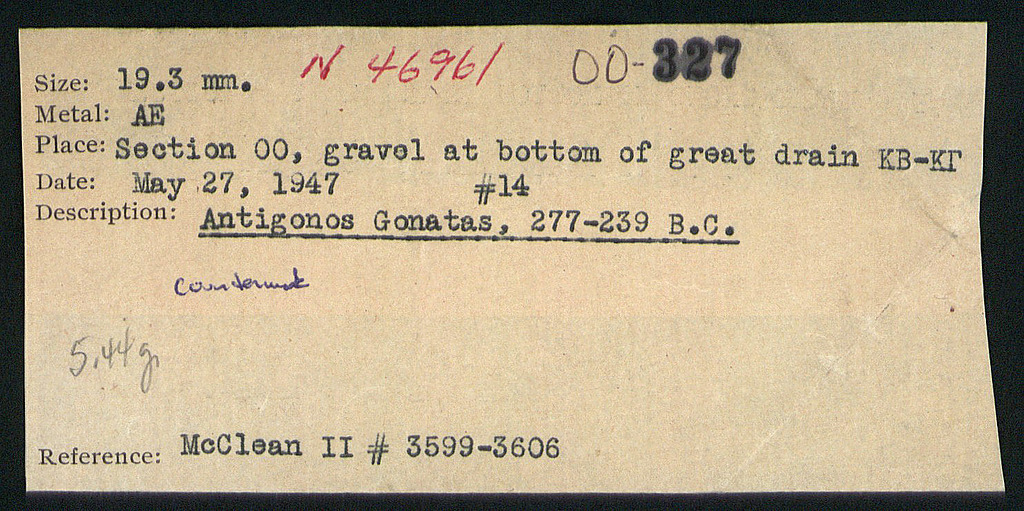 N 46961 OO-327
Size: 19.3 mm.
Metal: AE
Place: Section OO, gravel at bottom of great drain KB-KΓ
Date: May 27, 1947 #14
Description: Antigonos Gonatas, 277-239 B.C.
Countermark
5.44g.
Reference: McClean II # 3599-3606